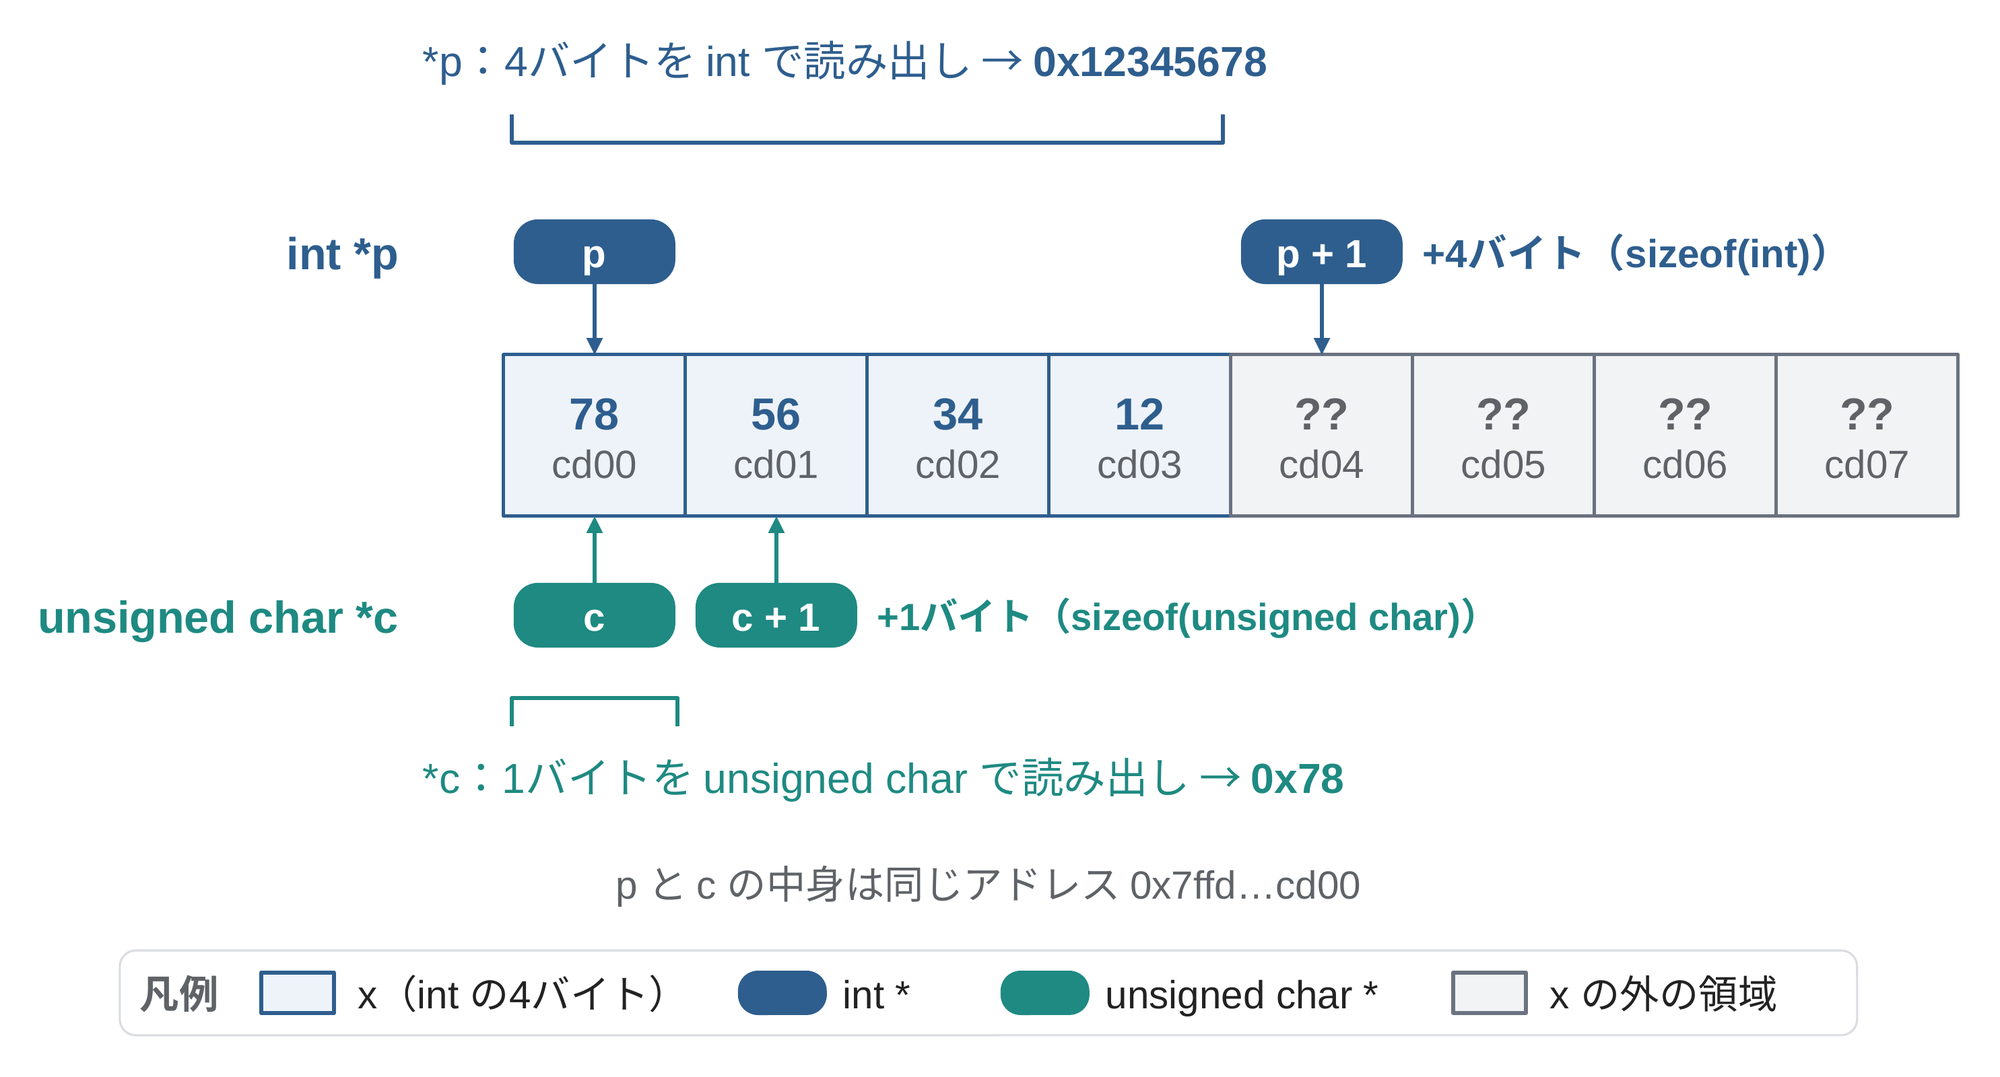 *p：4バイトを int で読み出し → 0x12345678
int *p
p
p + 1
+4バイト（sizeof(int)）
78 56 34 12 ?? ?? ?? ??
cd00 cd01 cd02 cd03 cd04 cd05 cd06 cd07
unsigned char *c
c
c + 1
+1バイト（sizeof(unsigned char)）
*c：1バイトを unsigned char で読み出し → 0x78
p と c の中身は同じアドレス 0x7ffd…cd00
凡例 x（int の4バイト） int * unsigned char * x の外の領域